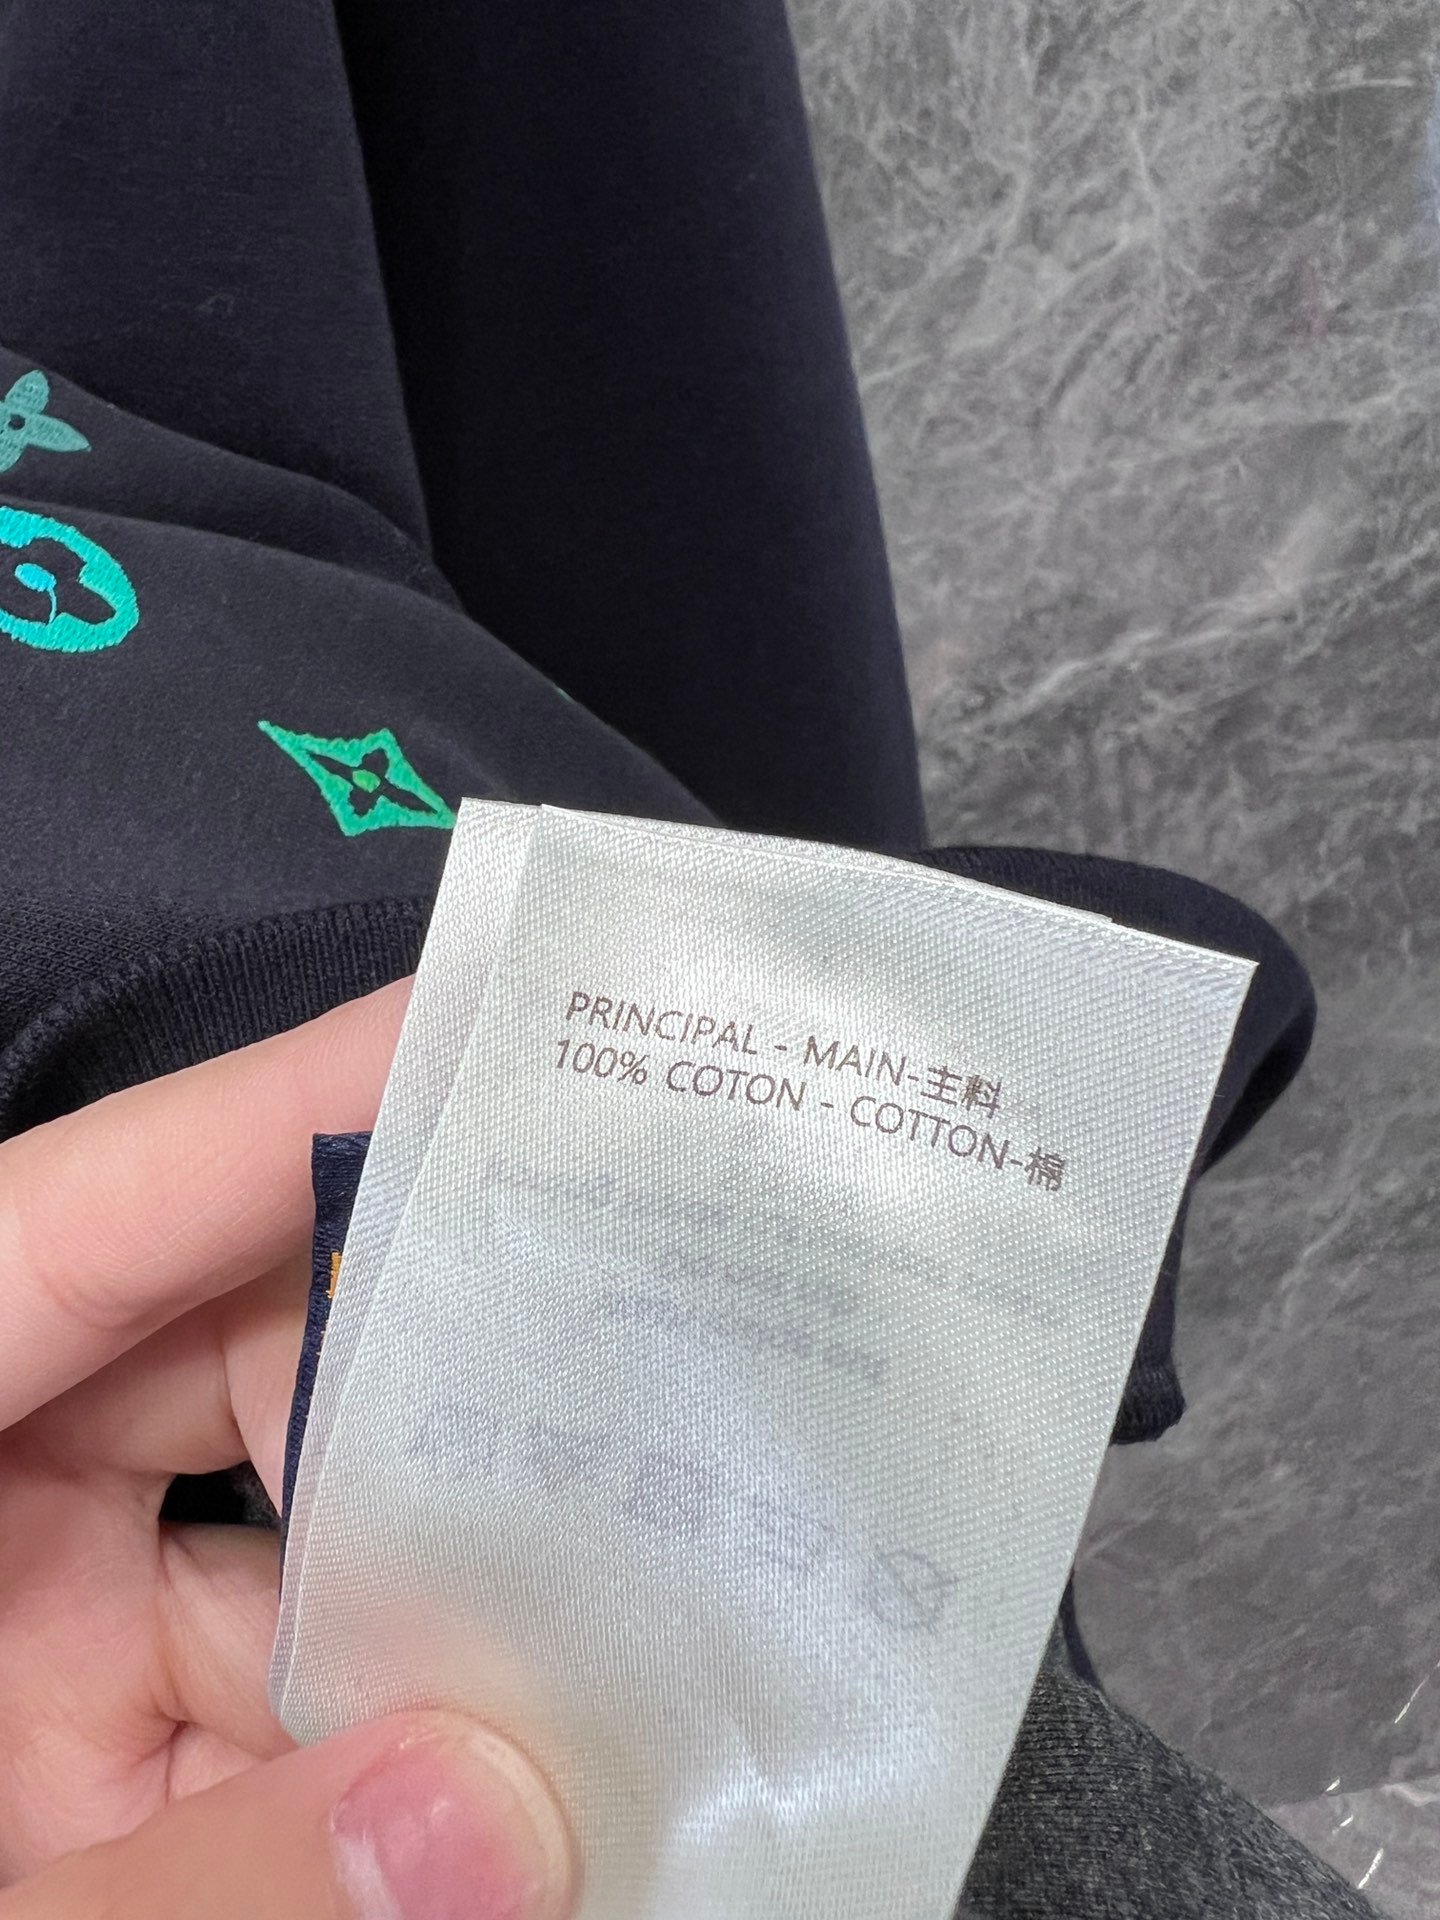 PRINCIPAL - MAIN-主料
100% COTON - COTTON-棉